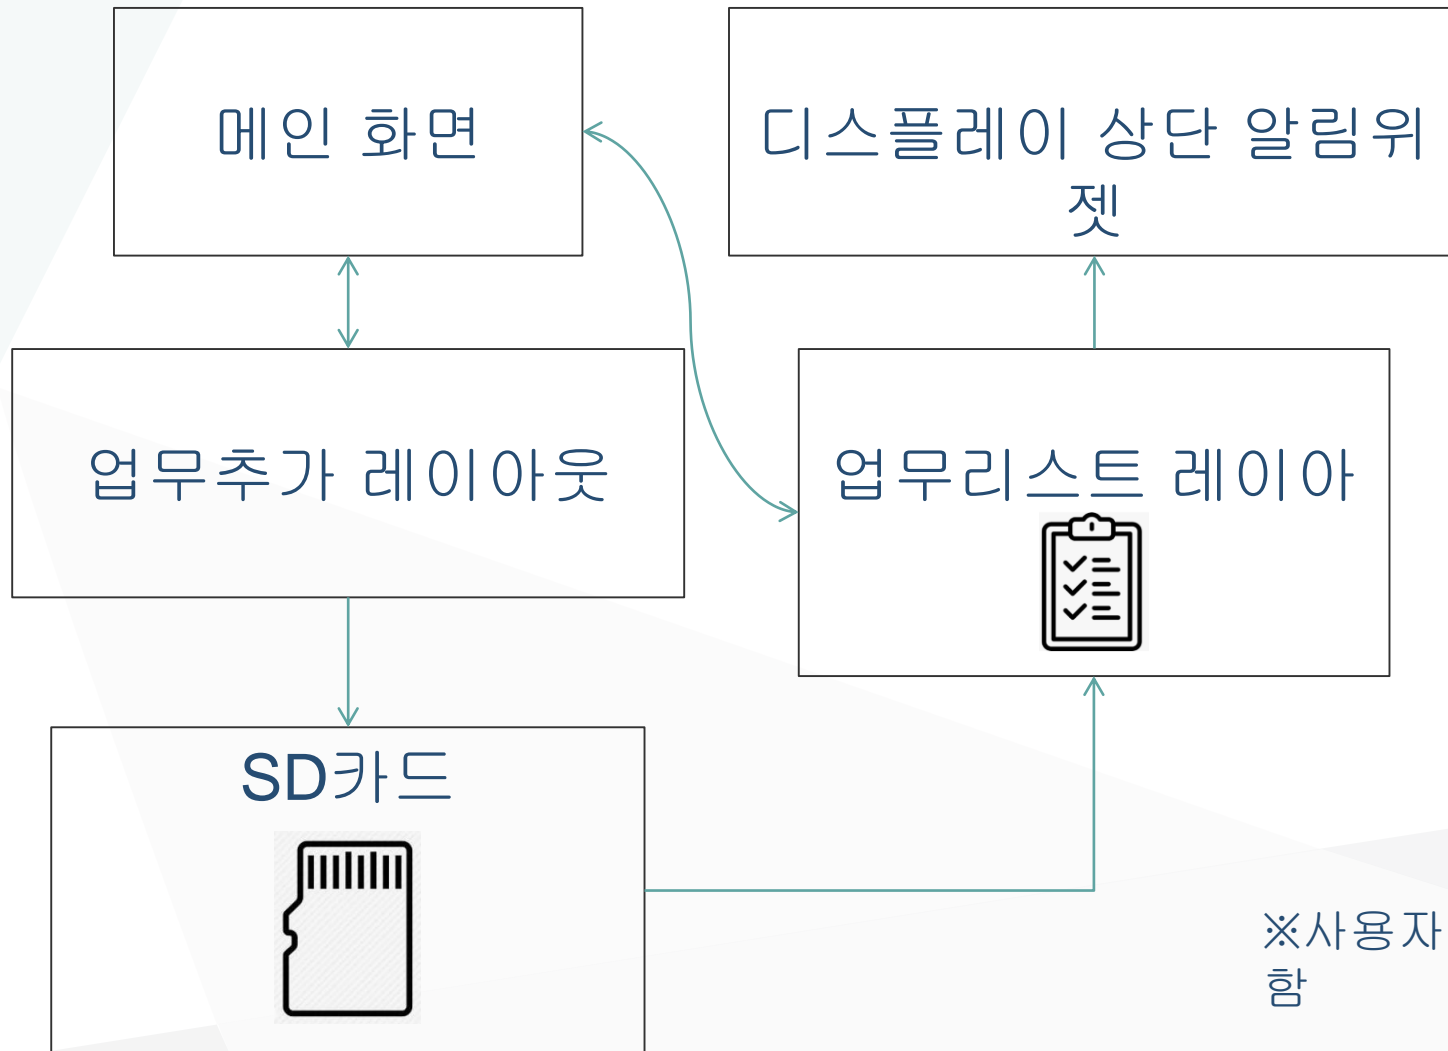 메인 화면
디스플레이 상단 알림위
젯
업무추가 레이아웃
업무리스트 레이아
SD카드
※사용자
함